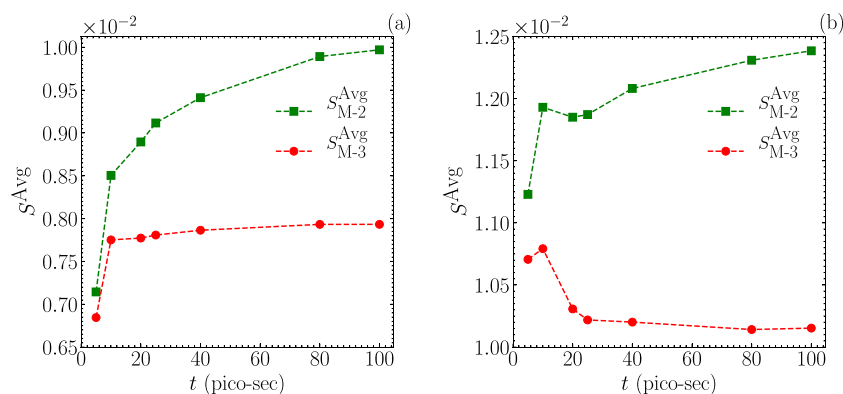 ×10⁻² (a)
1.00
0.95
0.90
0.85
0.80
0.75
0.70
0.65
S^Avg
S^Avg_M-2
S^Avg_M-3
0 20 40 60 80 100
t (pico-sec)
×10⁻² (b)
1.25
1.20
1.15
1.10
1.05
1.00
S^Avg
S^Avg_M-2
S^Avg_M-3
0 20 40 60 80 100
t (pico-sec)